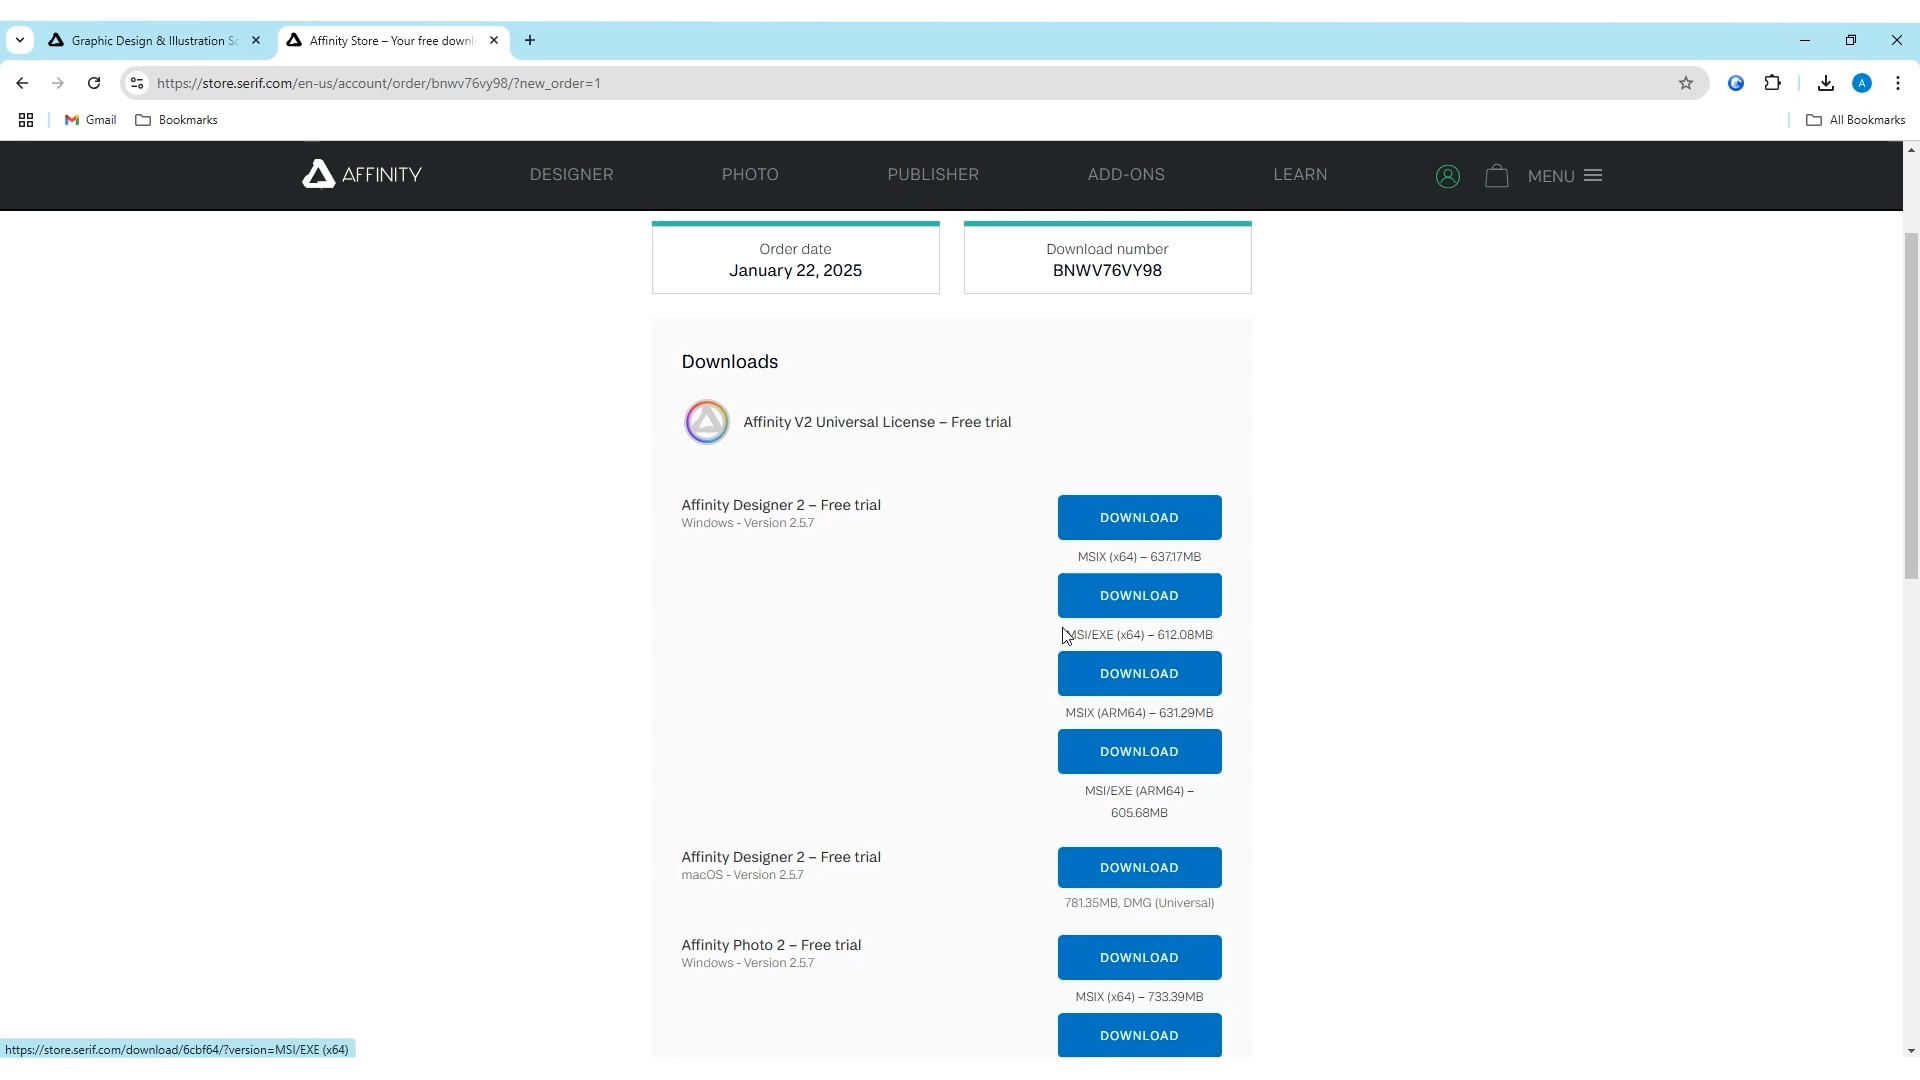 Graphic Design & Illustration S
Affinity Store – Your free down
https://store.serif.com/en-us/account/order/bnwv76vy98/?new_order=1
A
Gmail
Bookmarks
All Bookmarks
AFFINITY
DESIGNER
PHOTO
PUBLISHER
ADD-ONS
LEARN
MENU
Order date
January 22, 2025
Download number
BNWV76VY98
Downloads
Affinity V2 Universal License – Free trial
Affinity Designer 2 – Free trial
Windows - Version 2.5.7
DOWNLOAD
MSIX (x64) – 637.17MB
DOWNLOAD
MSI/EXE (x64) – 612.08MB
DOWNLOAD
MSIX (ARM64) – 631.29MB
DOWNLOAD
MSI/EXE (ARM64) –
605.68MB
Affinity Designer 2 – Free trial
macOS - Version 2.5.7
DOWNLOAD
781.35MB, DMG (Universal)
Affinity Photo 2 – Free trial
Windows - Version 2.5.7
DOWNLOAD
MSIX (x64) – 733.39MB
DOWNLOAD
https://store.serif.com/download/6cbf64/?version=MSI/EXE (x64)